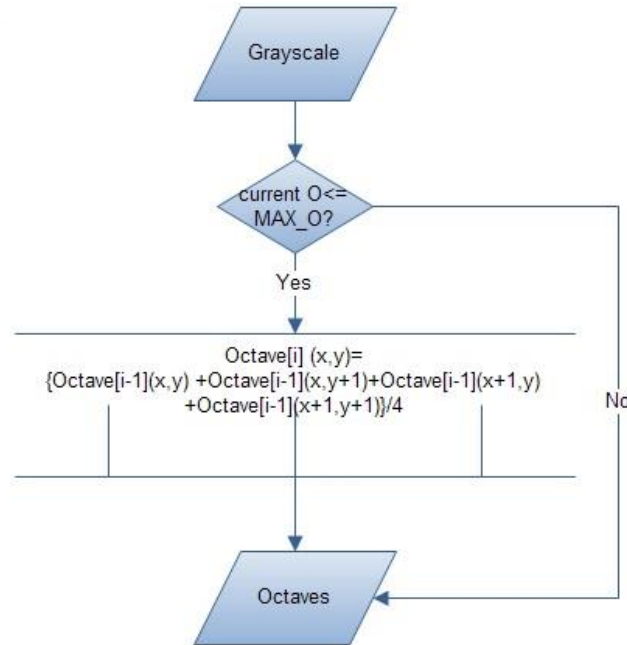 Grayscale
current O<=
MAX_O?
Yes
Octave[i] (x,y)=
{Octave[i-1](x,y) +Octave[i-1](x,y+1)+Octave[i-1](x+1,y)
+Octave[i-1](x+1,y+1)}/4
No
Octaves